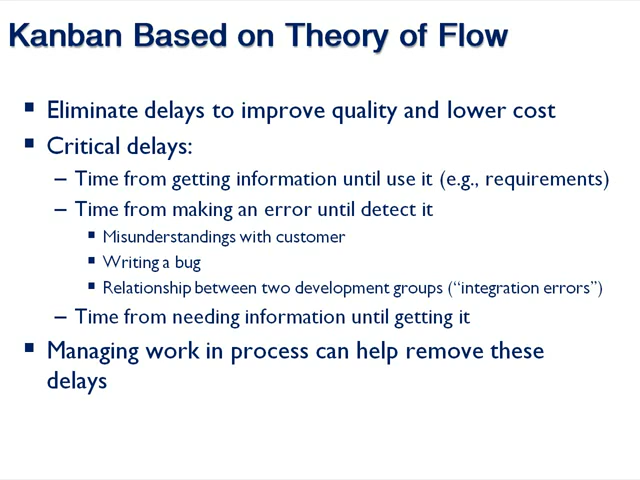 Kanban Based on Theory of Flow
▪ Eliminate delays to improve quality and lower cost
▪ Critical delays:
– Time from getting information until use it (e.g., requirements)
– Time from making an error until detect it
▪ Misunderstandings with customer
▪ Writing a bug
▪ Relationship between two development groups (“integration errors”)
– Time from needing information until getting it
▪ Managing work in process can help remove these
delays